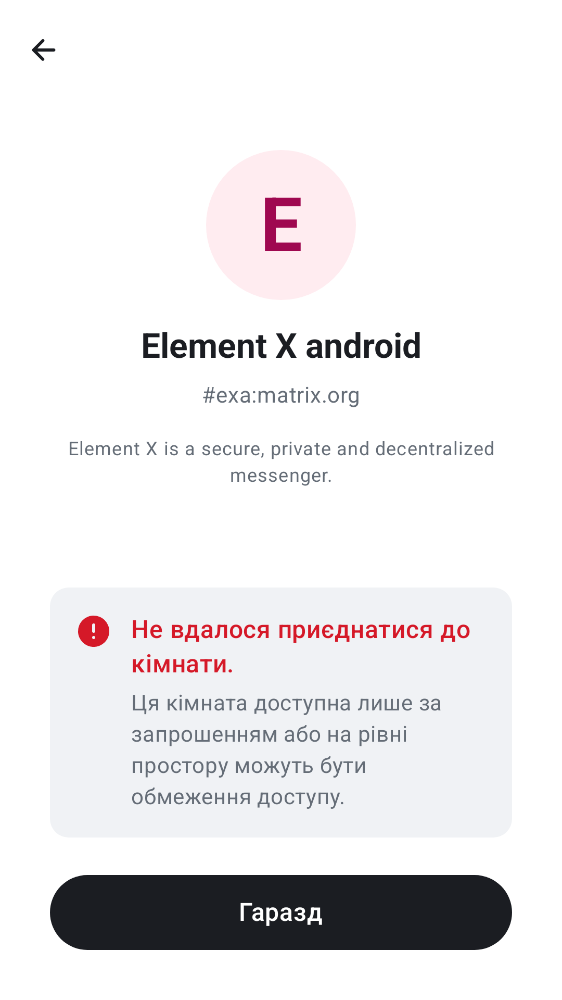 E
Element X android
#exa:matrix.org
Element X is a secure, private and decentralized
messenger.
Не вдалося приєднатися до
кімнати.
Ця кімната доступна лише за
запрошенням або на рівні
простору можуть бути
обмеження доступу.
Гаразд